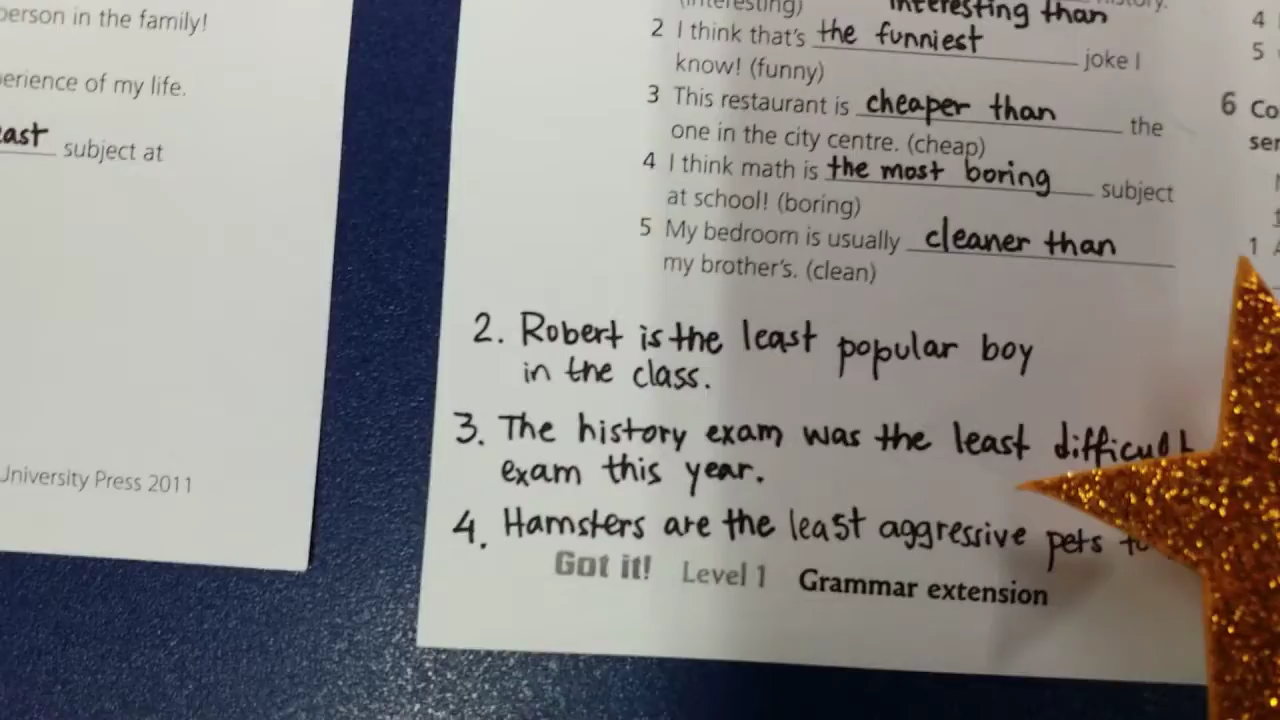 person in the family!
erience of my life.
east subject at
University Press 2011
(interesting) interesting than
2 I think that's the funniest joke I
know! (funny)
3 This restaurant is cheaper than the
one in the city centre. (cheap)
4 I think math is the most boring subject
at school! (boring)
5 My bedroom is usually cleaner than
my brother's. (clean)
2. Robert is the least popular boy
in the class.
3. The history exam was the least difficult
exam this year.
4. Hamsters are the least aggressive pets
Got it! Level 1 Grammar extension
4
5
6 Co
ser
1